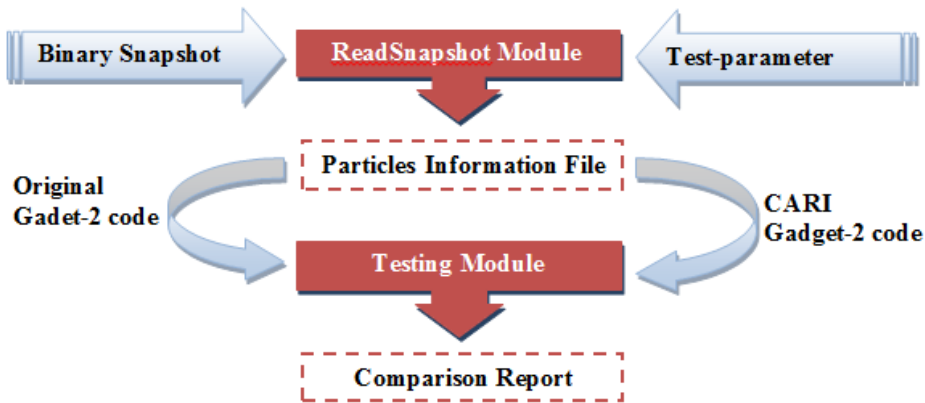 Binary Snapshot
ReadSnapshot Module
Test-parameter
Particles Information File
Original
Gadet-2 code
CARI
Gadget-2 code
Testing Module
Comparison Report